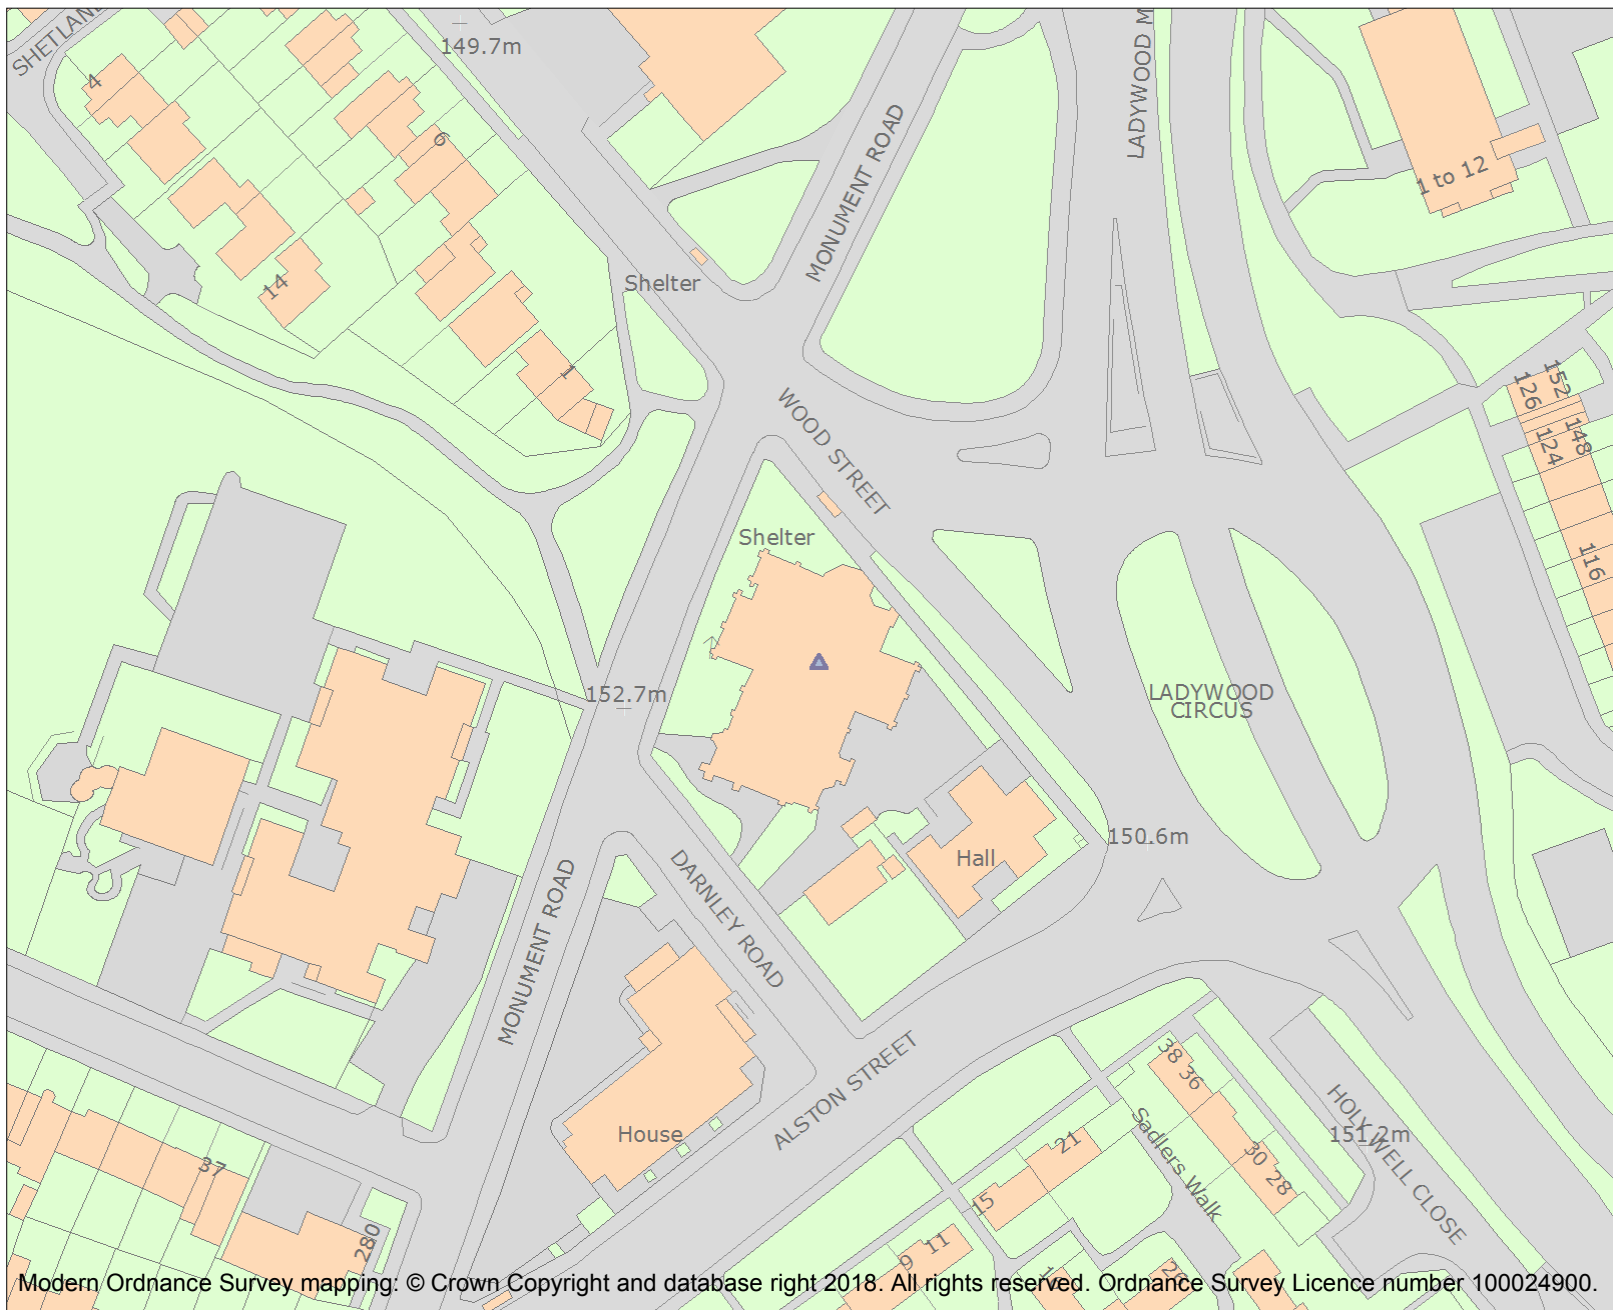 SHETLAND
149.7m
LADYWOOD M
4
6
MONUMENT ROAD
1 to 12
Shelter
14
1
WOOD STREET
152
126
148
124
Shelter
116
152.7m
LADYWOOD
CIRCUS
150.6m
Hall
DARNLEY ROAD
MONUMENT ROAD
ALSTON STREET
38
36
House
Sadlers Walk
HOLYWELL CLOSE
151.2m
21
30
28
37
15
280
11
9
Modern Ordnance Survey mapping: © Crown Copyright and database right 2018. All rights reserved. Ordnance Survey Licence number 100024900.